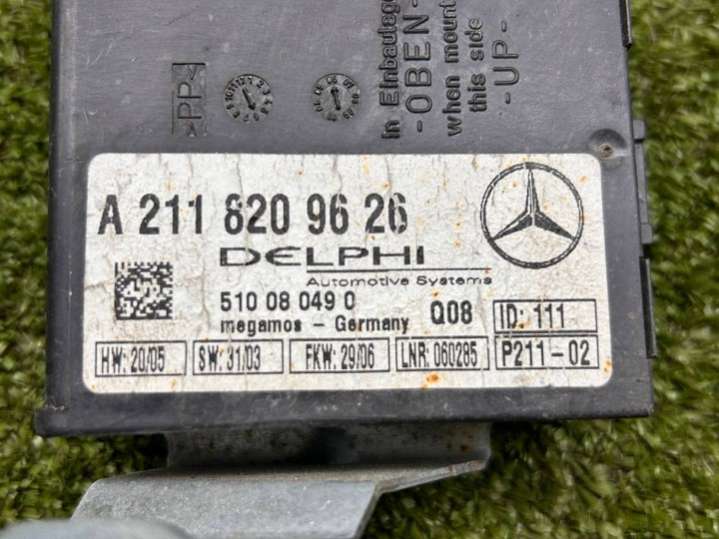 in Einbaulage
-OBEN-
when mount
this side
-UP-
>PP<
A 211 820 96 26
DELPHI
Automotive Systems
510 08 049 0
megamos - Germany
Q08
ID: 111
HW: 20/05
SW: 31/03
FKW: 29/06
LNR: 060285
P211-02